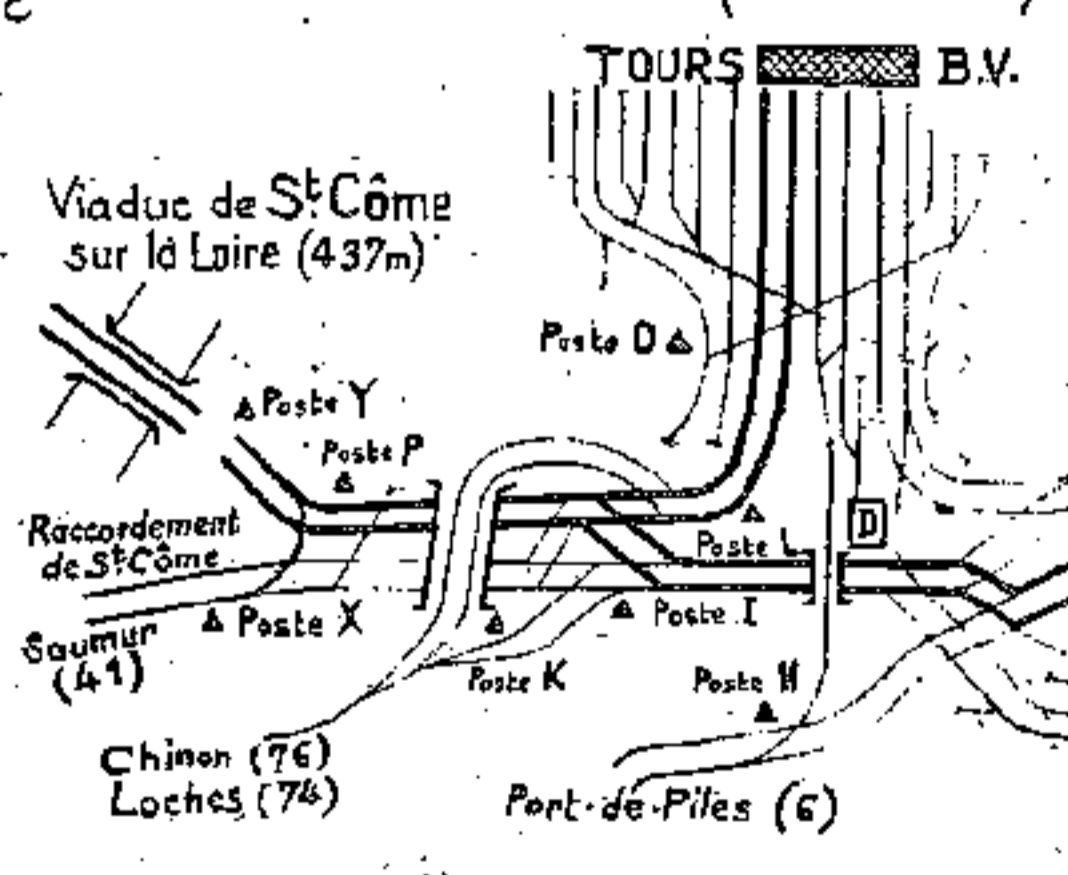 TOURS B.V.
Viaduc de St. Côme
sur la Loire (437m)
Poste O
Poste Y
Poste P
Raccordement
de St. Côme
D
Poste L
Poste X
Poste I
Saumur
(41)
Poste K
Poste H
Chinon (76)
Loches (74)
Port-de-Piles (6)